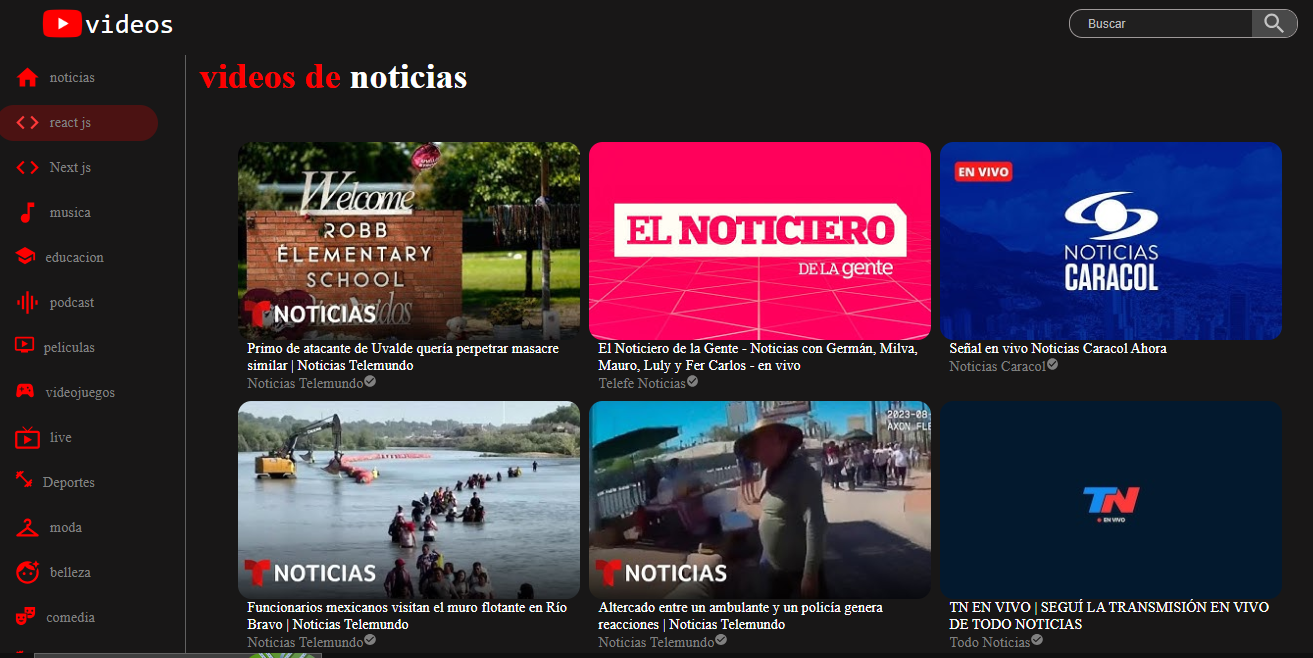 videos
Buscar
noticias
react js
Next js
musica
educacion
podcast
peliculas
videojuegos
live
Deportes
moda
belleza
comedia
videos de noticias
Welcome
ROBB
ELEMENTARY
SCHOOL
Bienvenidos
NOTICIAS
Primo de atacante de Uvalde quería perpetrar masacre
similar | Noticias Telemundo
Noticias Telemundo
EL NOTICIERO
DE LA gente
El Noticiero de la Gente - Noticias con Germán, Milva,
Mauro, Luly y Fer Carlos - en vivo
Telefe Noticias
EN VIVO
NOTICIAS
CARACOL
Señal en vivo Noticias Caracol Ahora
Noticias Caracol
NOTICIAS
Funcionarios mexicanos visitan el muro flotante en Río
Bravo | Noticias Telemundo
Noticias Telemundo
2023-08-
AXON FLE
NOTICIAS
Altercado entre un ambulante y un policía genera
reacciones | Noticias Telemundo
Noticias Telemundo
TN
EN VIVO
TN EN VIVO | SEGUÍ LA TRANSMISIÓN EN VIVO
DE TODO NOTICIAS
Todo Noticias